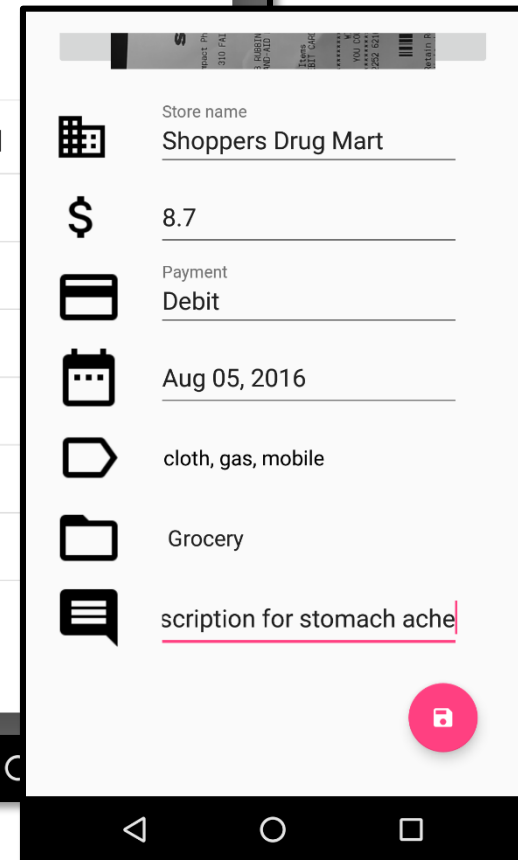 Store name
Shoppers Drug Mart
$
8.7
Payment
Debit
Aug 05, 2016
cloth, gas, mobile
Grocery
scription for stomach ache